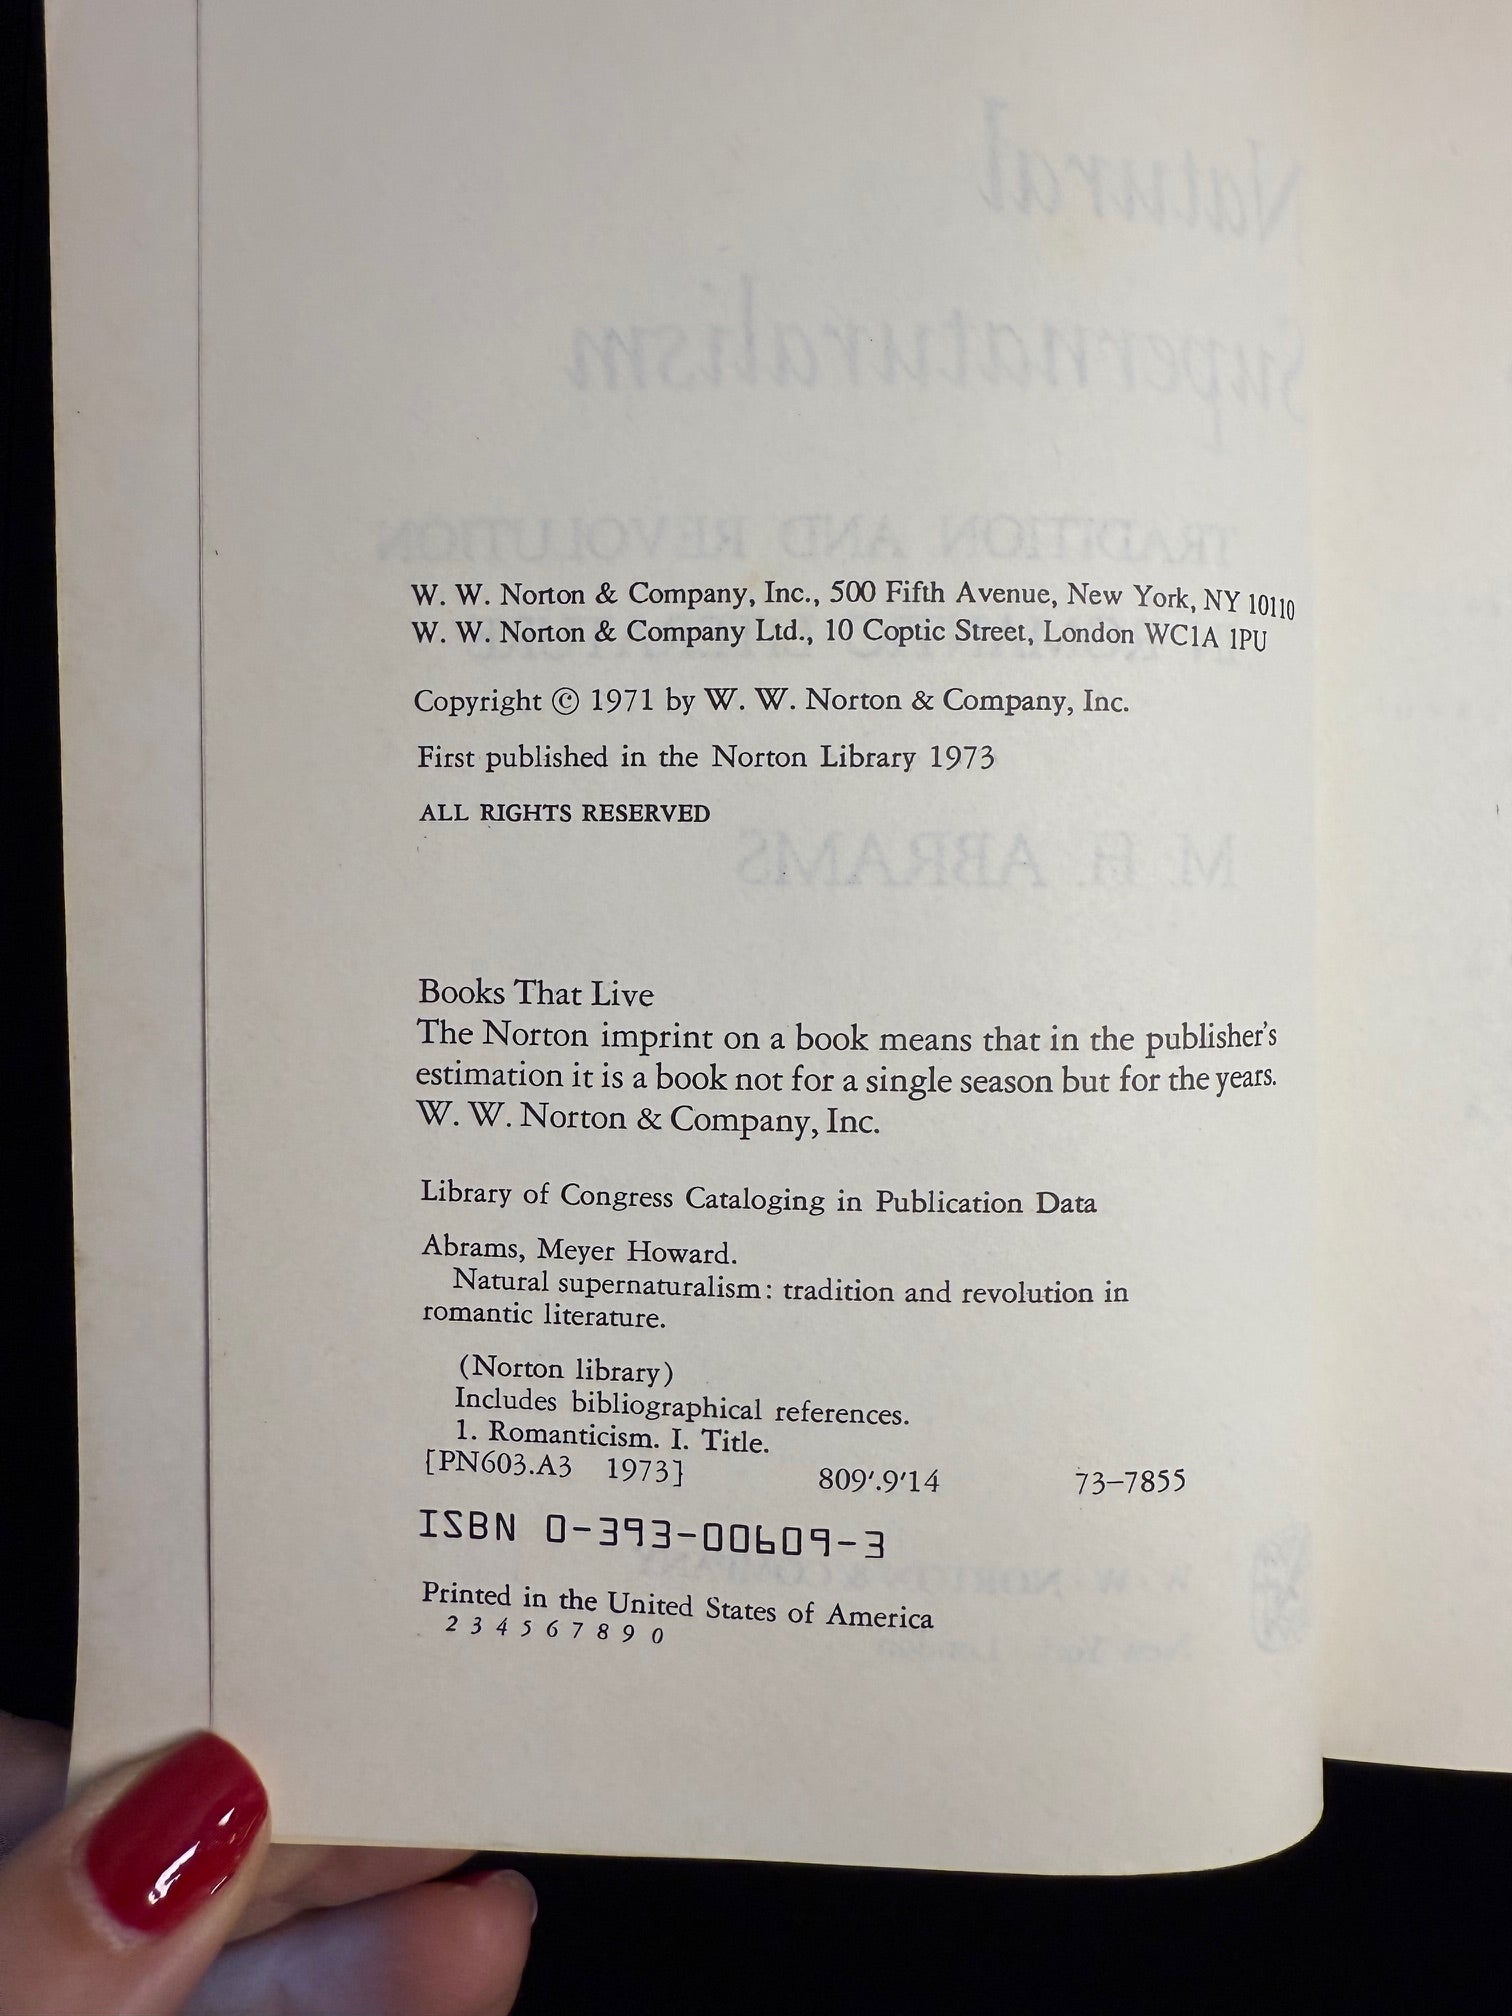 Natural
Supernaturalism
TRADITION AND REVOLUTION
W. W. Norton & Company, Inc., 500 Fifth Avenue, New York, NY 10110
W. W. Norton & Company Ltd., 10 Coptic Street, London WC1A 1PU
Copyright © 1971 by W. W. Norton & Company, Inc.
First published in the Norton Library 1973
ALL RIGHTS RESERVED
M. H. ABRAMS
Books That Live
The Norton imprint on a book means that in the publisher's
estimation it is a book not for a single season but for the years.
W. W. Norton & Company, Inc.
Library of Congress Cataloging in Publication Data
Abrams, Meyer Howard.
Natural supernaturalism: tradition and revolution in
romantic literature.
(Norton library)
Includes bibliographical references.
1. Romanticism. I. Title.
[PN603.A3 1973] 809'.9'14 73-7855
ISBN 0-393-00609-3
Printed in the United States of America
2 3 4 5 6 7 8 9 0